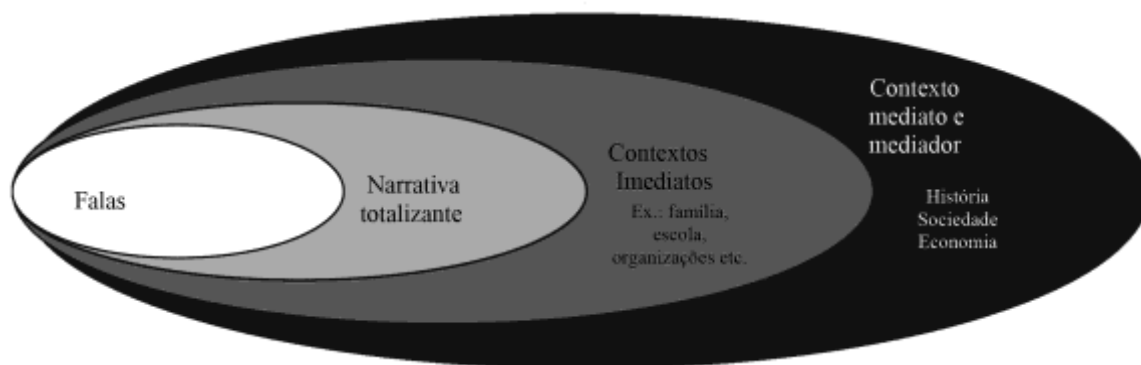 Falas
Narrativa
totalizante
Contextos
Imediatos
Ex.: família,
escola,
organizações etc.
Contexto
mediato e
mediador
História
Sociedade
Economia